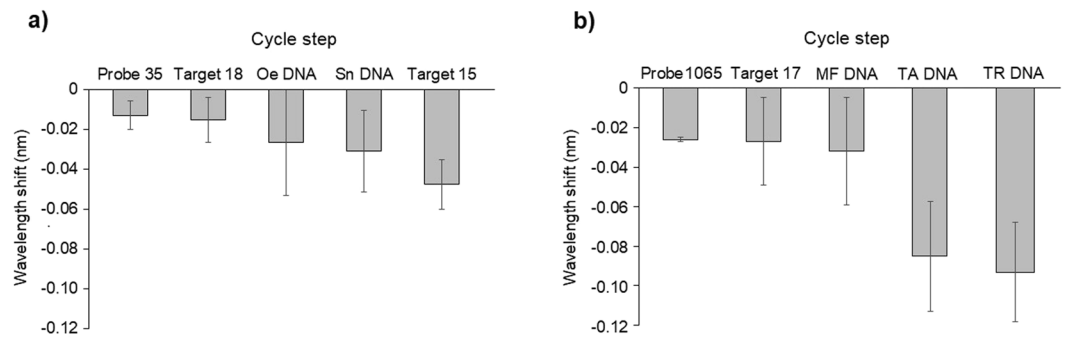 a)
Cycle step
Probe 35 Target 18 Oe DNA Sn DNA Target 15
0
-0.02
-0.04
-0.06
-0.08
-0.10
-0.12
Wavelength shift (nm)
b)
Cycle step
Probe1065 Target 17 MF DNA TA DNA TR DNA
0
-0.02
-0.04
-0.06
-0.08
-0.10
-0.12
Wavelength shift (nm)